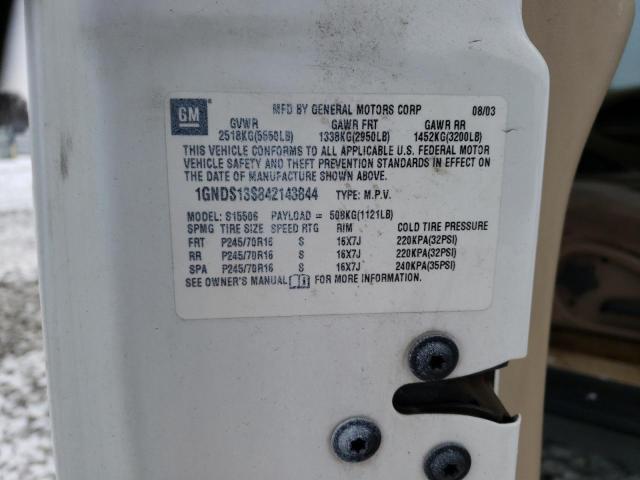 GM
MFD BY GENERAL MOTORS CORP 08/03
GVWR GAWR FRT GAWR RR
2518KG(5550LB) 1338KG(2950LB) 1452KG(3200LB)
THIS VEHICLE CONFORMS TO ALL APPLICABLE U.S. FEDERAL MOTOR
VEHICLE SAFETY AND THEFT PREVENTION STANDARDS IN EFFECT ON
THE DATE OF MANUFACTURE SHOWN ABOVE.
1GNDS13S842143844 TYPE: M.P.V.
MODEL: S15506 PAYLOAD = 508KG(1121LB)
SPMG TIRE SIZE SPEED RTG RIM COLD TIRE PRESSURE
FRT P245/70R16 S 16X7J 220KPA(32PSI)
RR P245/70R16 S 16X7J 220KPA(32PSI)
SPA P245/70R16 S 16X7J 240KPA(35PSI)
SEE OWNER'S MANUAL FOR MORE INFORMATION.